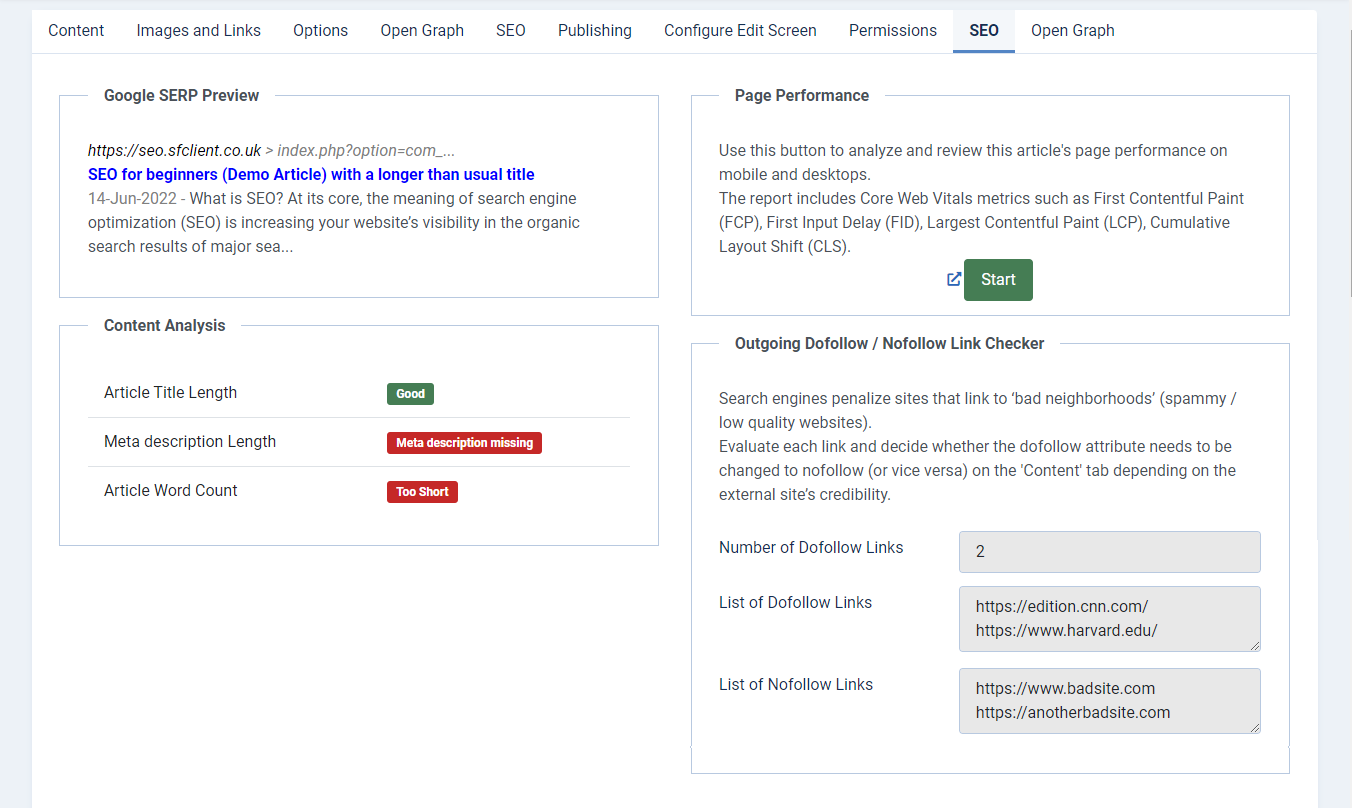 Content Images and Links Options Open Graph SEO Publishing Configure Edit Screen Permissions SEO Open Graph
Google SERP Preview
https://seo.sfclient.co.uk > index.php?option=com_...
SEO for beginners (Demo Article) with a longer than usual title
14-Jun-2022 - What is SEO? At its core, the meaning of search engine
optimization (SEO) is increasing your website’s visibility in the organic
search results of major sea...
Content Analysis
Article Title Length Good
Meta description Length Meta description missing
Article Word Count Too Short
Page Performance
Use this button to analyze and review this article's page performance on
mobile and desktops.
The report includes Core Web Vitals metrics such as First Contentful Paint
(FCP), First Input Delay (FID), Largest Contentful Paint (LCP), Cumulative
Layout Shift (CLS).
Start
Outgoing Dofollow / Nofollow Link Checker
Search engines penalize sites that link to ‘bad neighborhoods’ (spammy /
low quality websites).
Evaluate each link and decide whether the dofollow attribute needs to be
changed to nofollow (or vice versa) on the 'Content' tab depending on the
external site’s credibility.
Number of Dofollow Links 2
List of Dofollow Links https://edition.cnn.com/
https://www.harvard.edu/
List of Nofollow Links https://www.badsite.com
https://anotherbadsite.com